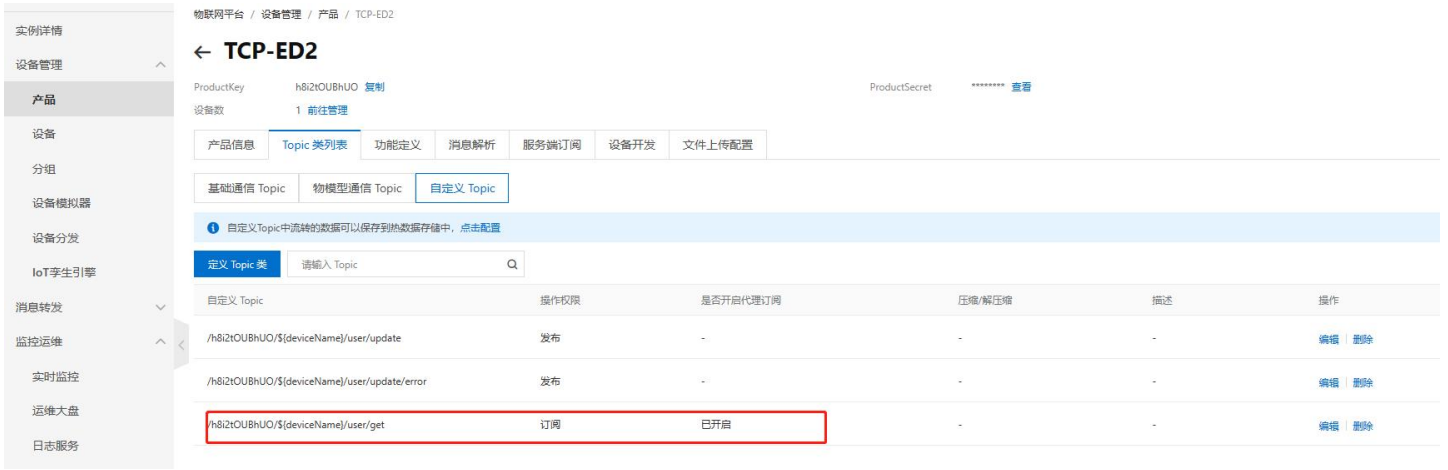 物联网平台 / 设备管理 / 产品 / TCP-ED2
实例详情
设备管理
产品
设备
分组
设备模拟器
设备分发
IoT孪生引擎
消息转发
监控运维
实时监控
运维大盘
日志服务
← TCP-ED2
ProductKey h8i2tOUBhUO 复制 ProductSecret ******** 查看
设备数 1 前往管理
产品信息 Topic 类列表 功能定义 消息解析 服务端订阅 设备开发 文件上传配置
基础通信 Topic 物模型通信 Topic 自定义 Topic
自定义Topic中流转的数据可以保存到热数据存储中，点击配置
定义 Topic 类 请输入 Topic
自定义 Topic 操作权限 是否开启代理订阅 压缩/解压缩 描述 操作
/h8i2tOUBhUO/${deviceName}/user/update 发布 - - - 编辑 删除
/h8i2tOUBhUO/${deviceName}/user/update/error 发布 - - - 编辑 删除
/h8i2tOUBhUO/${deviceName}/user/get 订阅 已开启 - - 编辑 删除